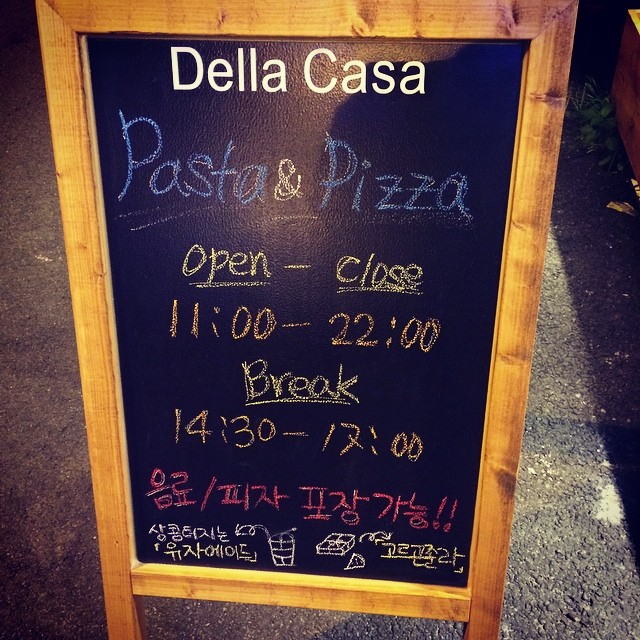 Della Casa
Pasta & Pizza
Open - Close
11:00 - 22:00
Break
14:30 - 17:00
음료/피자 포장 가능!!
상콤터지는
「유자에이드」 고르곤졸라